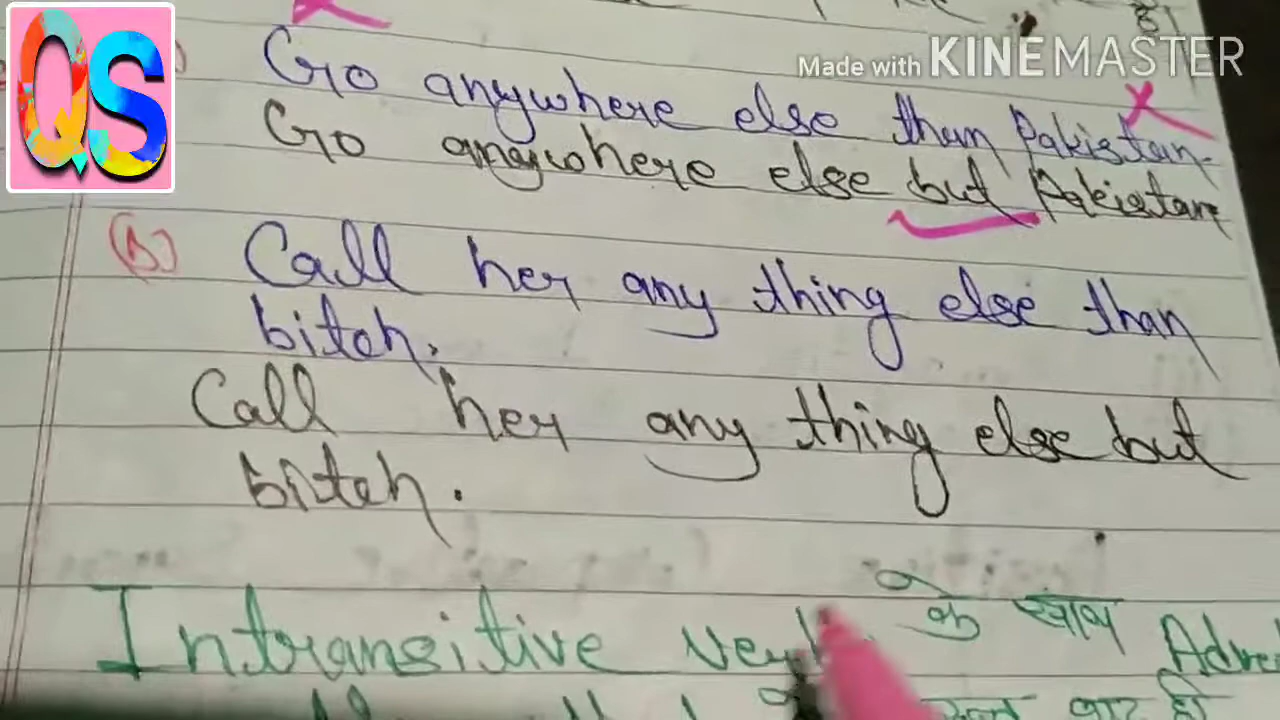 QS
Made with KINEMASTER
Go anywhere else than Pakistan.
Go anywhere else but Pakistan
(b) Call her any thing else than
bitch.
Call her any thing else but
bitch.
Intransitive Verb के साथ Adve